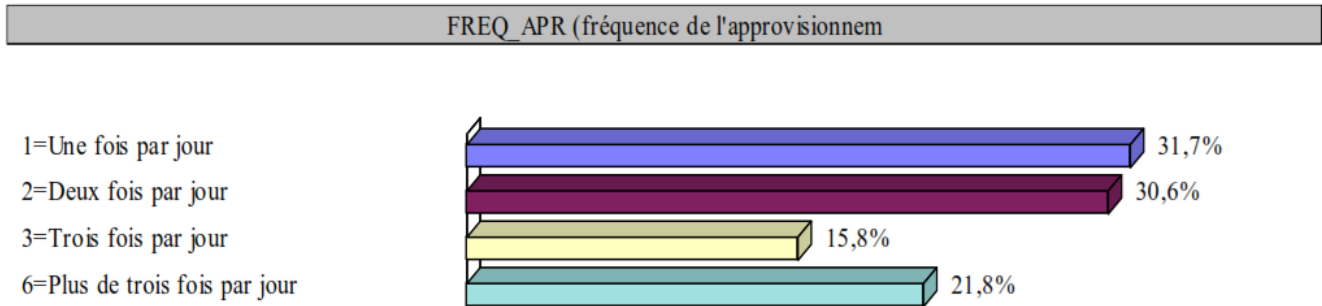 FREQ_APR (fréquence de l'approvisionnem
1=Une fois par jour 31,7%
2=Deux fois par jour 30,6%
3=Trois fois par jour 15,8%
6=Plus de trois fois par jour 21,8%